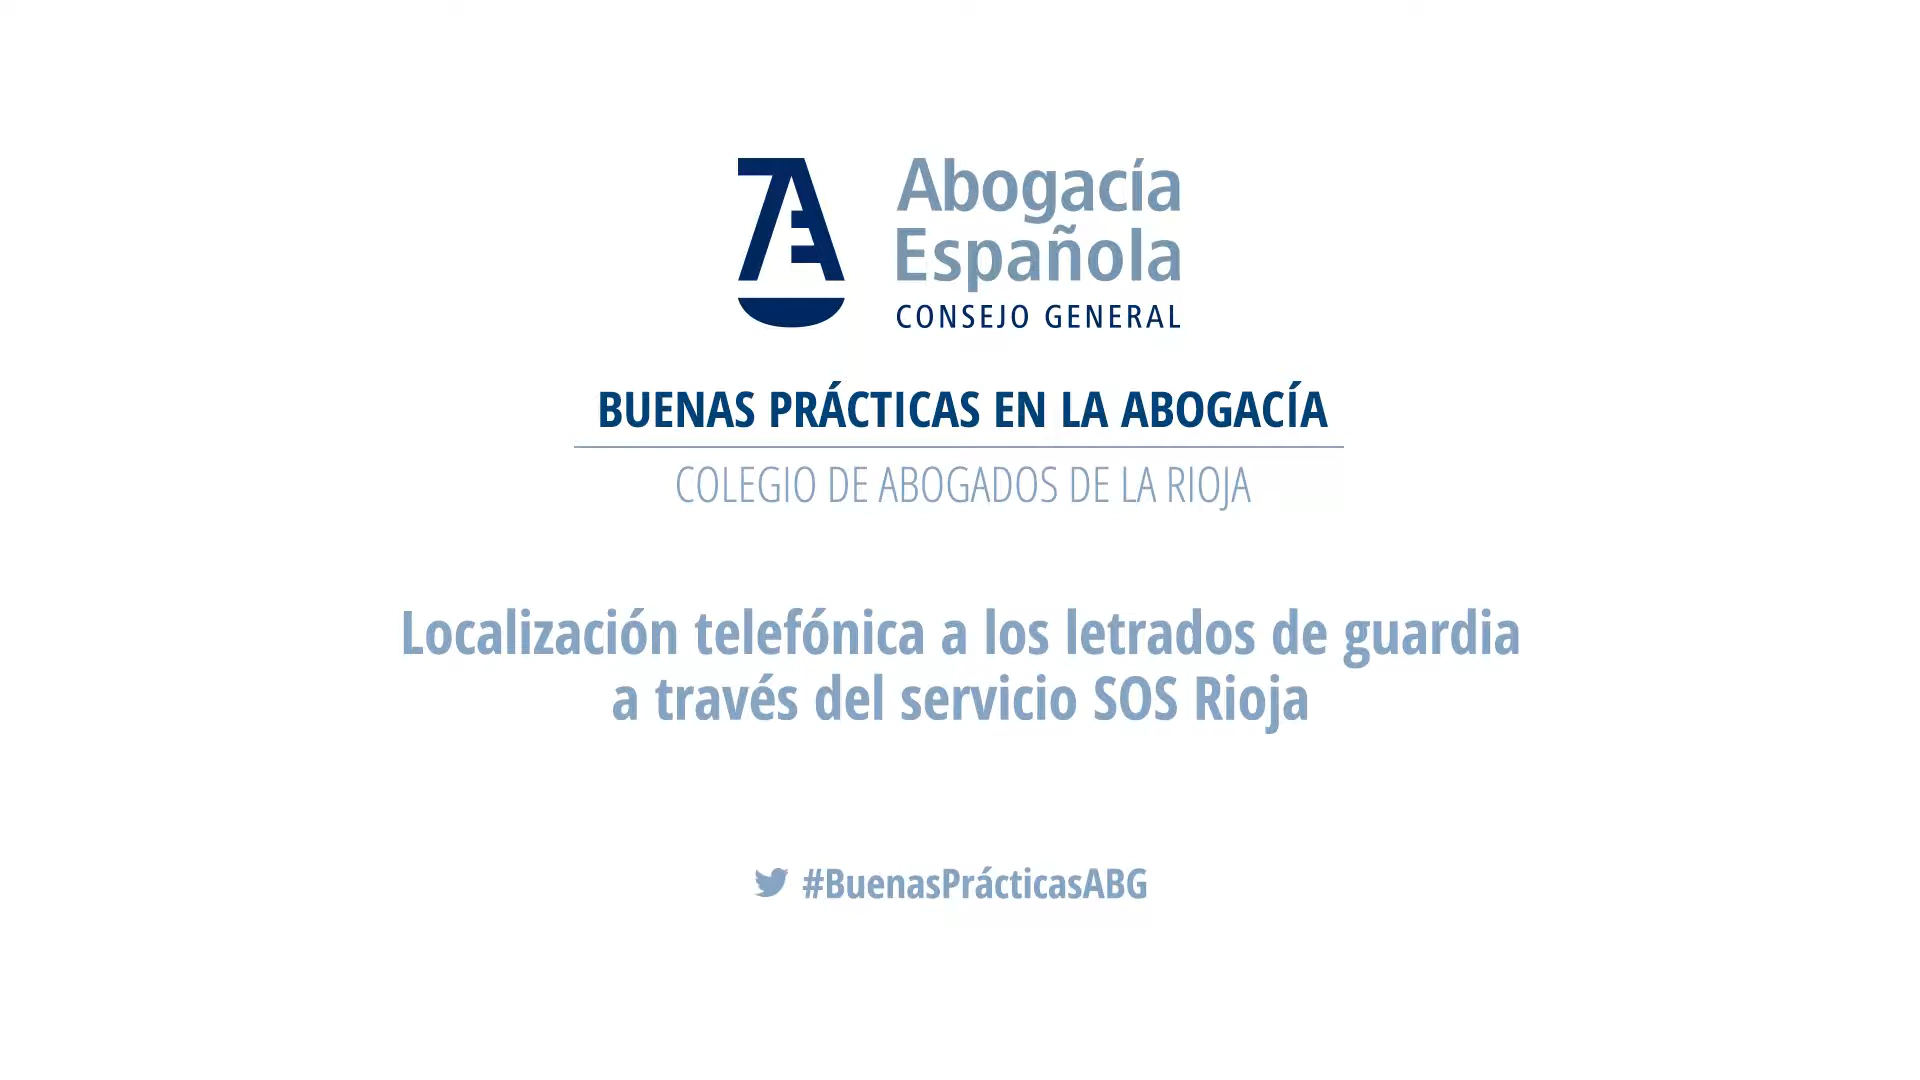 Abogacía
Española
CONSEJO GENERAL
BUENAS PRÁCTICAS EN LA ABOGACÍA
COLEGIO DE ABOGADOS DE LA RIOJA
Localización telefónica a los letrados de guardia
a través del servicio SOS Rioja
#BuenasPrácticasABG